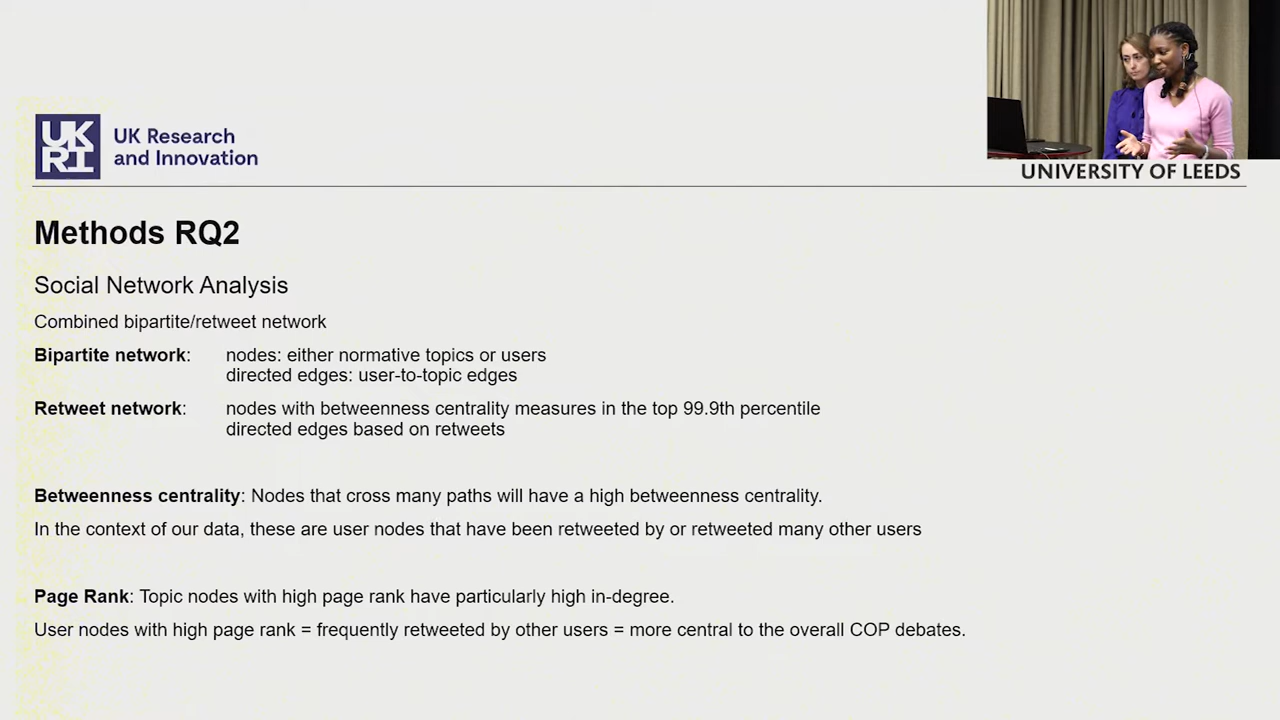 UK
RI
UK Research
and Innovation
UNIVERSITY OF LEEDS
Methods RQ2
Social Network Analysis
Combined bipartite/retweet network
Bipartite network: nodes: either normative topics or users
directed edges: user-to-topic edges
Retweet network: nodes with betweenness centrality measures in the top 99.9th percentile
directed edges based on retweets
Betweenness centrality: Nodes that cross many paths will have a high betweenness centrality.
In the context of our data, these are user nodes that have been retweeted by or retweeted many other users
Page Rank: Topic nodes with high page rank have particularly high in-degree.
User nodes with high page rank = frequently retweeted by other users = more central to the overall COP debates.